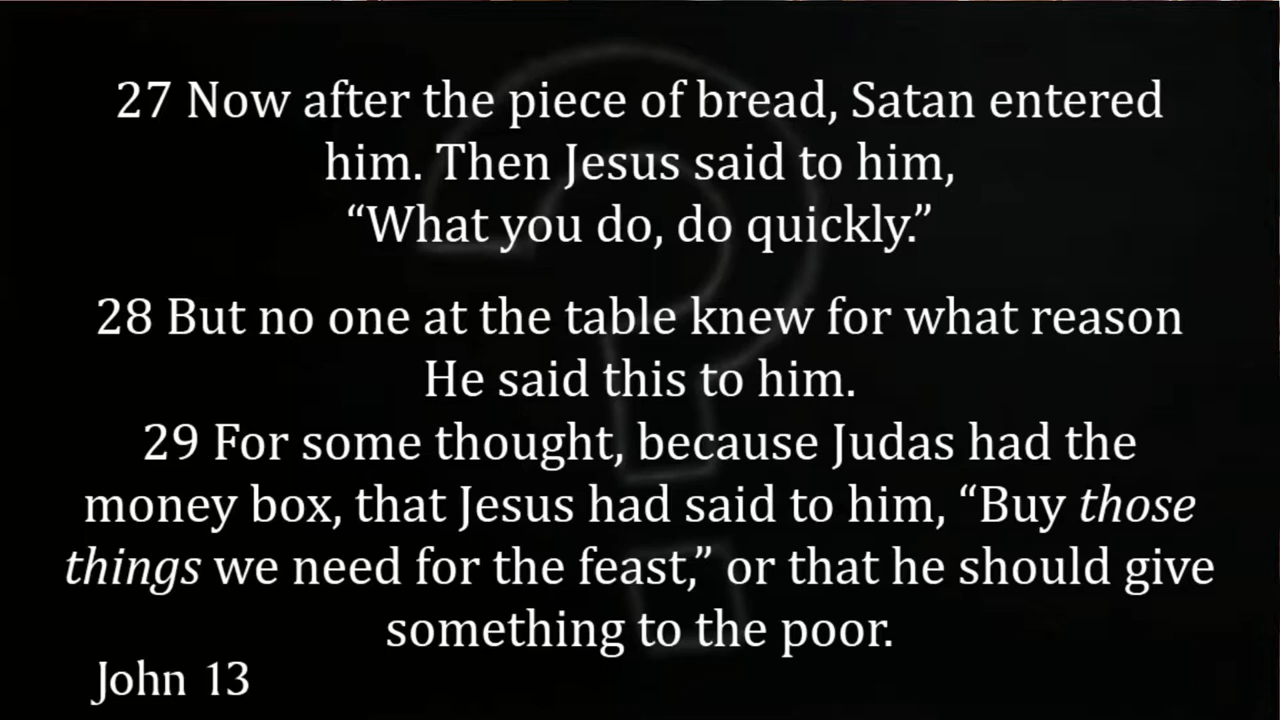 27 Now after the piece of bread, Satan entered
him. Then Jesus said to him,
“What you do, do quickly.”
28 But no one at the table knew for what reason
He said this to him.
29 For some thought, because Judas had the
money box, that Jesus had said to him, “Buy those
things we need for the feast,” or that he should give
something to the poor.
John 13